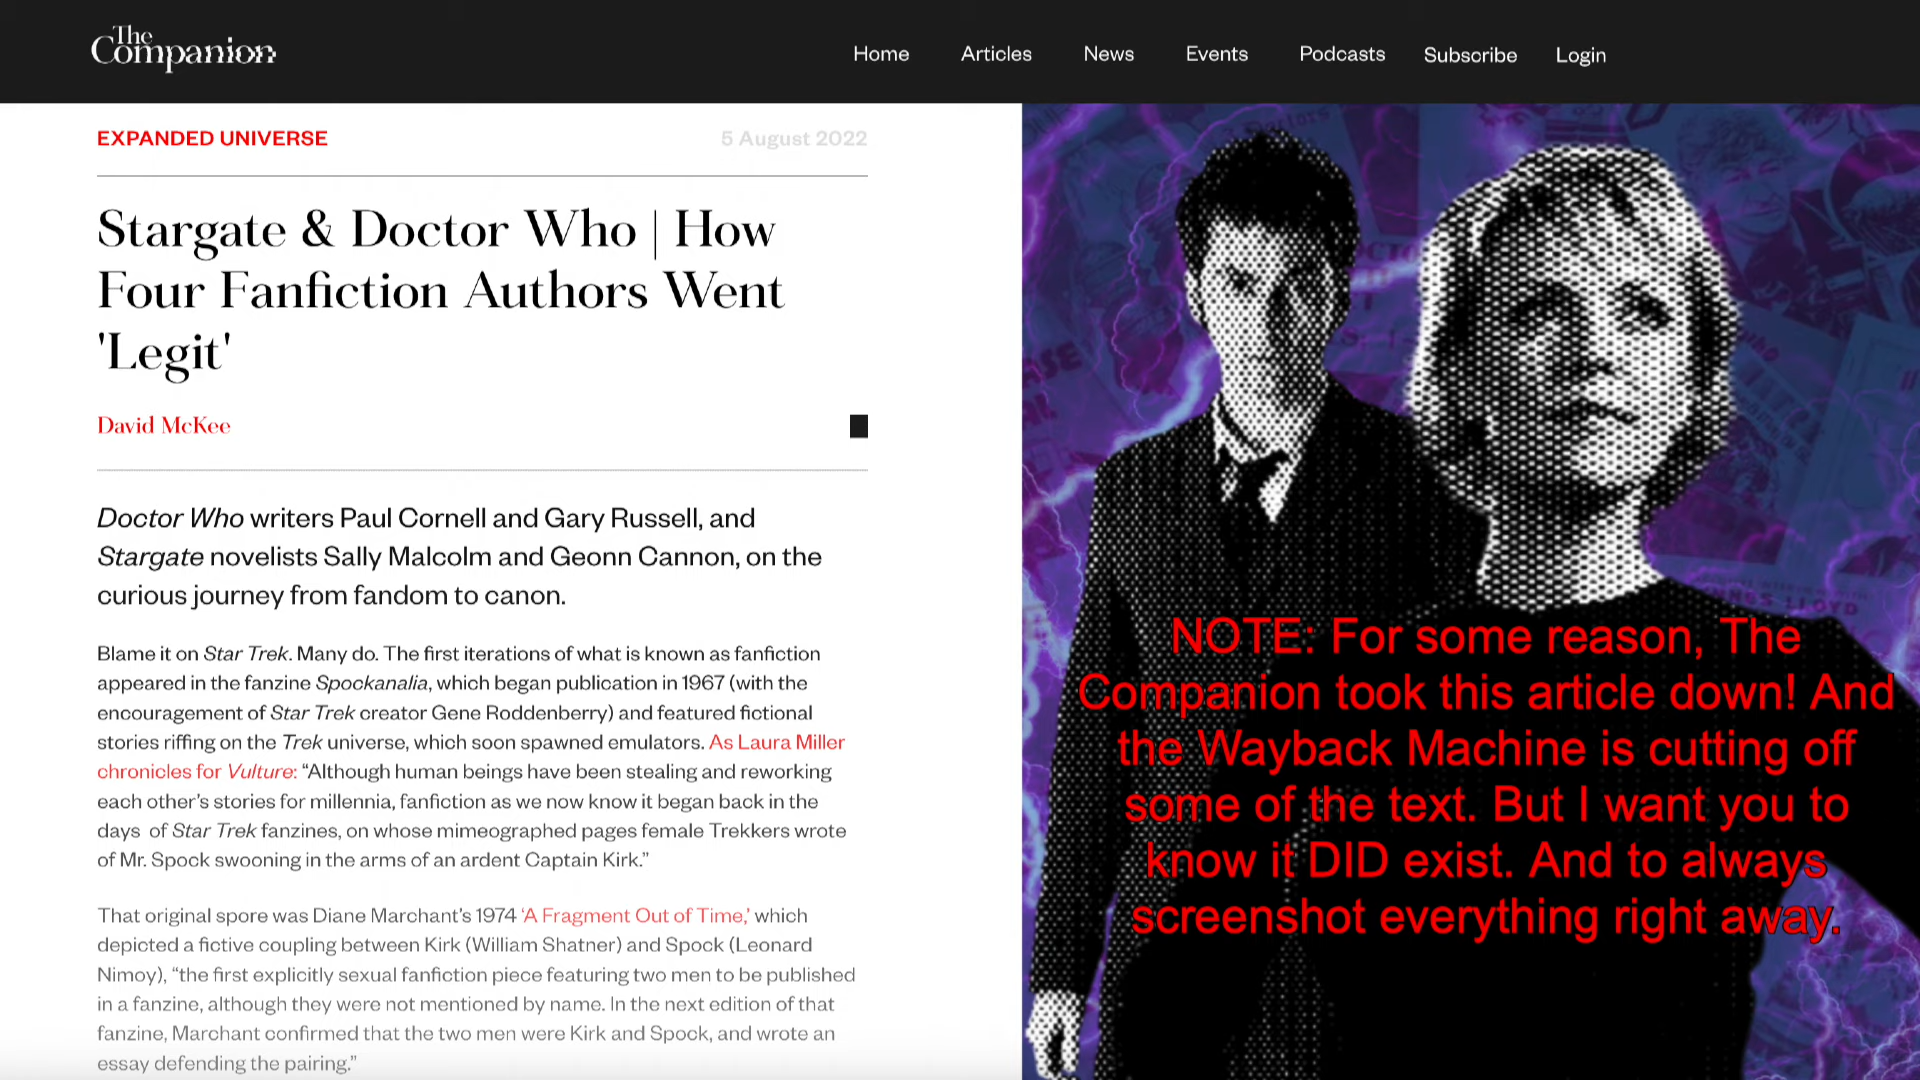 The
Companion
Home Articles News Events Podcasts Subscribe Login
EXPANDED UNIVERSE
5 August 2022
Stargate & Doctor Who | How
Four Fanfiction Authors Went
'Legit'
David McKee
Doctor Who writers Paul Cornell and Gary Russell, and
Stargate novelists Sally Malcolm and Geonn Cannon, on the
curious journey from fandom to canon.
Blame it on Star Trek. Many do. The first iterations of what is known as fanfiction
appeared in the fanzine Spockanalia, which began publication in 1967 (with the
encouragement of Star Trek creator Gene Roddenberry) and featured fictional
stories riffing on the Trek universe, which soon spawned emulators. As Laura Miller
chronicles for Vulture: “Although human beings have been stealing and reworking
each other’s stories for millennia, fanfiction as we now know it began back in the
days of Star Trek fanzines, on whose mimeographed pages female Trekkers wrote
of Mr. Spock swooning in the arms of an ardent Captain Kirk.”
That original spore was Diane Marchant’s 1974 ‘A Fragment Out of Time,’ which
depicted a fictive coupling between Kirk (William Shatner) and Spock (Leonard
Nimoy), “the first explicitly sexual fanfiction piece featuring two men to be published
in a fanzine, although they were not mentioned by name. In the next edition of that
fanzine, Marchant confirmed that the two men were Kirk and Spock, and wrote an
essay defending the pairing.”
NOTE: For some reason, The
Companion took this article down! And
the Wayback Machine is cutting off
some of the text. But I want you to
know it DID exist. And to always
screenshot everything right away.